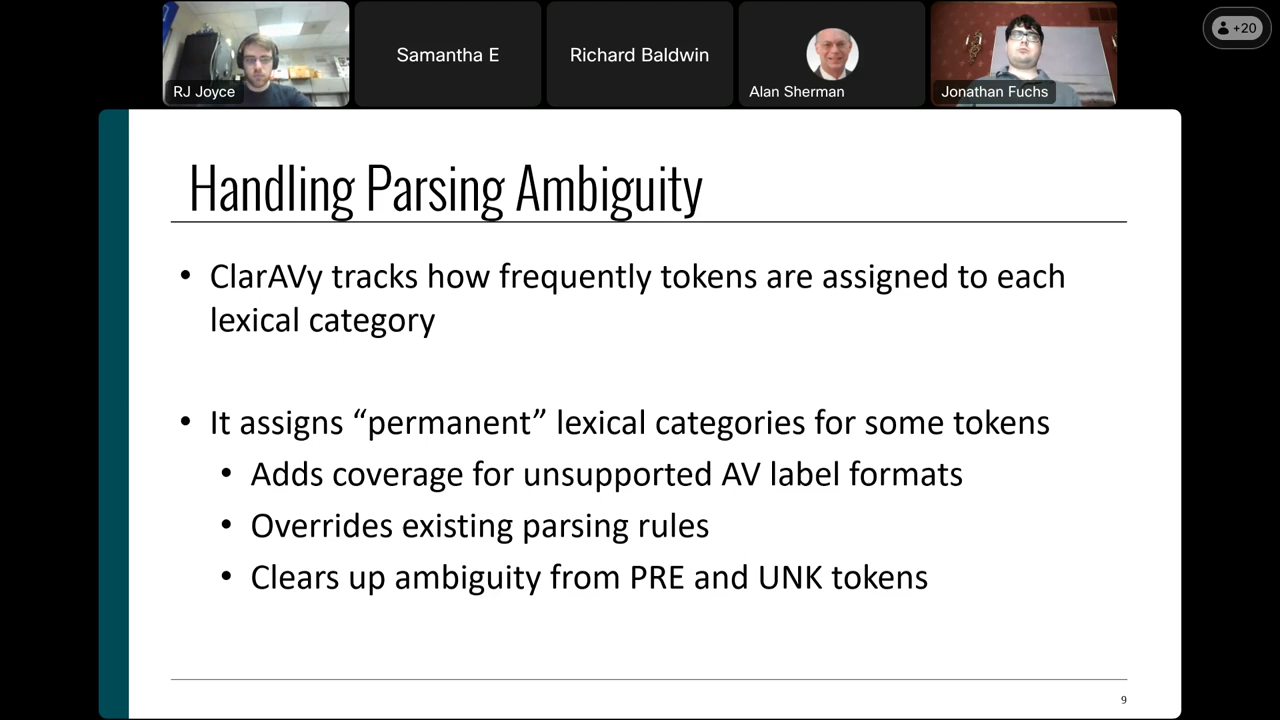 Samantha E
Richard Baldwin
+20
RJ Joyce
Alan Sherman
Jonathan Fuchs
Handling Parsing Ambiguity
• ClarAVy tracks how frequently tokens are assigned to each
lexical category
• It assigns “permanent” lexical categories for some tokens
• Adds coverage for unsupported AV label formats
• Overrides existing parsing rules
• Clears up ambiguity from PRE and UNK tokens
9